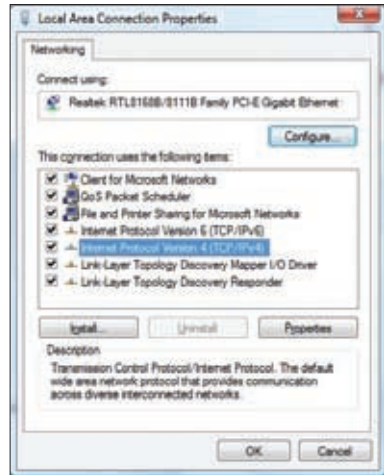 Local Area Connection Properties
Networking
Connect using:
Realtek RTL8168B/8111B Family PCI-E Gigabit Ethernet
Configure...
This connection uses the following items:
Client for Microsoft Networks
QoS Packet Scheduler
File and Printer Sharing for Microsoft Networks
Internet Protocol Version 6 (TCP/IPv6)
Internet Protocol Version 4 (TCP/IPv4)
Link-Layer Topology Discovery Mapper I/O Driver
Link-Layer Topology Discovery Responder
Install... Uninstall Properties
Description
Transmission Control Protocol/Internet Protocol. The default
wide area network protocol that provides communication
across diverse interconnected networks.
OK Cancel